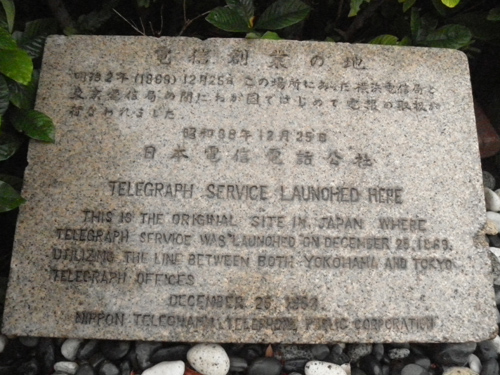 電信創業の地
明治2年(1869)12月25日この場所にあった横浜電信局と
東京電信局の間にわが国ではじめて電報の取扱が
行なわれました
昭和38年12月25日
日本電信電話公社
TELEGRAPH SERVICE LAUNCHED HERE
THIS IS THE ORIGINAL SITE IN JAPAN WHERE
TELEGRAPH SERVICE WAS LAUNCHED ON DECEMBER 25, 1869,
UTILIZING THE LINE BETWEEN BOTH YOKOHAMA AND TOKYO
TELEGRAPH OFFICES
DECEMBER 25,
NIPPON TELEGRAPH & TELEPHONE PUBLIC CORPORATION